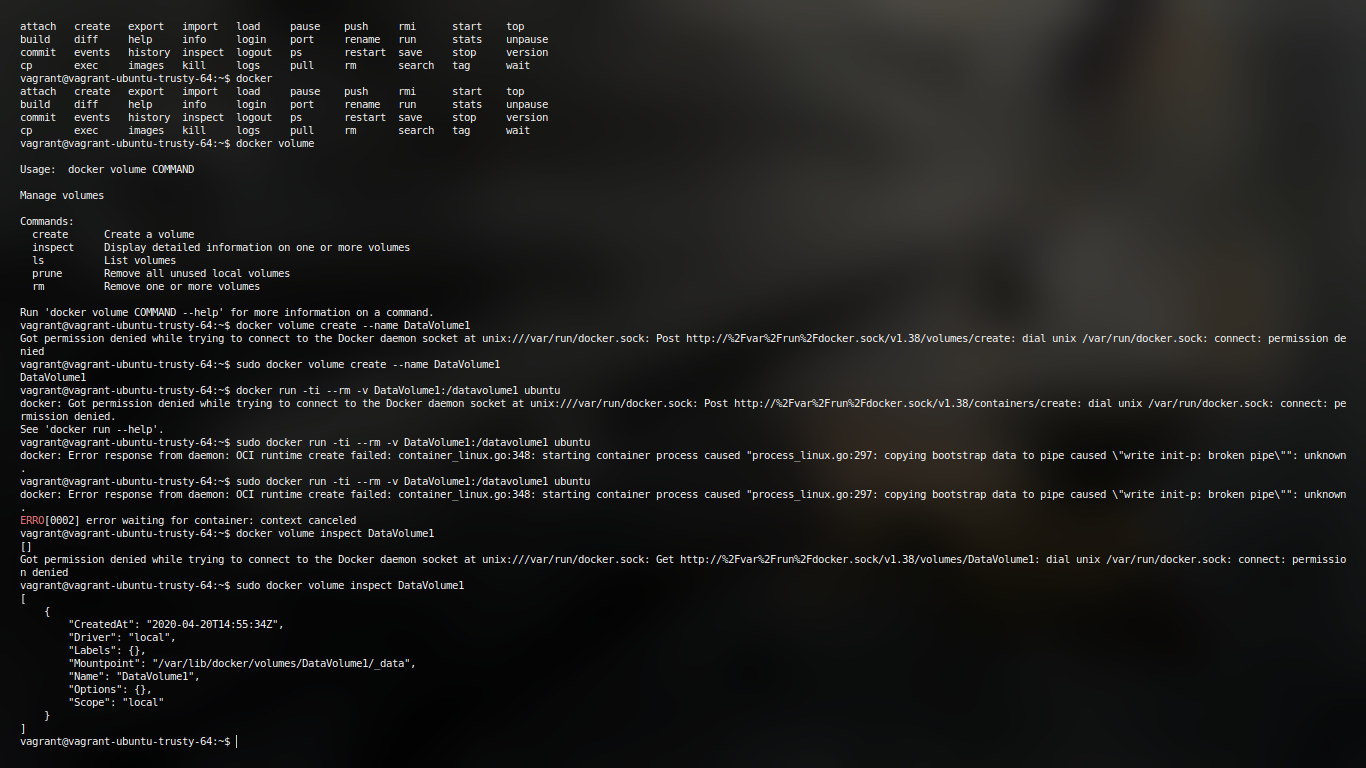 attach   create   export   import   load     pause    push     rmi      start    top
build    diff     help     info     login    port     rename   run      stats    unpause
commit   events   history  inspect  logout   ps       restart  save     stop     version
cp       exec     images   kill     logs     pull     rm       search   tag      wait
vagrant@vagrant-ubuntu-trusty-64:~$ docker
attach   create   export   import   load     pause    push     rmi      start    top
build    diff     help     info     login    port     rename   run      stats    unpause
commit   events   history  inspect  logout   ps       restart  save     stop     version
cp       exec     images   kill     logs     pull     rm       search   tag      wait
vagrant@vagrant-ubuntu-trusty-64:~$ docker volume

Usage:  docker volume COMMAND

Manage volumes

Commands:
  create      Create a volume
  inspect     Display detailed information on one or more volumes
  ls          List volumes
  prune       Remove all unused local volumes
  rm          Remove one or more volumes

Run 'docker volume COMMAND --help' for more information on a command.
vagrant@vagrant-ubuntu-trusty-64:~$ docker volume create --name DataVolume1
Got permission denied while trying to connect to the Docker daemon socket at unix:///var/run/docker.sock: Post http://%2Fvar%2Frun%2Fdocker.sock/v1.38/volumes/create: dial unix /var/run/docker.sock: connect: permission de
nied
vagrant@vagrant-ubuntu-trusty-64:~$ sudo docker volume create --name DataVolume1
DataVolume1
vagrant@vagrant-ubuntu-trusty-64:~$ docker run -ti --rm -v DataVolume1:/datavolume1 ubuntu
docker: Got permission denied while trying to connect to the Docker daemon socket at unix:///var/run/docker.sock: Post http://%2Fvar%2Frun%2Fdocker.sock/v1.38/containers/create: dial unix /var/run/docker.sock: connect: pe
rmission denied.
See 'docker run --help'.
vagrant@vagrant-ubuntu-trusty-64:~$ sudo docker run -ti --rm -v DataVolume1:/datavolume1 ubuntu
docker: Error response from daemon: OCI runtime create failed: container_linux.go:348: starting container process caused "process_linux.go:297: copying bootstrap data to pipe caused \"write init-p: broken pipe\"": unknown
.
vagrant@vagrant-ubuntu-trusty-64:~$ sudo docker run -ti --rm -v DataVolume1:/datavolume1 ubuntu
docker: Error response from daemon: OCI runtime create failed: container_linux.go:348: starting container process caused "process_linux.go:297: copying bootstrap data to pipe caused \"write init-p: broken pipe\"": unknown
.
ERRO[0002] error waiting for container: context canceled
vagrant@vagrant-ubuntu-trusty-64:~$ docker volume inspect DataVolume1
[]
Got permission denied while trying to connect to the Docker daemon socket at unix:///var/run/docker.sock: Get http://%2Fvar%2Frun%2Fdocker.sock/v1.38/volumes/DataVolume1: dial unix /var/run/docker.sock: connect: permissio
n denied
vagrant@vagrant-ubuntu-trusty-64:~$ sudo docker volume inspect DataVolume1
[
    {
        "CreatedAt": "2020-04-20T14:55:34Z",
        "Driver": "local",
        "Labels": {},
        "Mountpoint": "/var/lib/docker/volumes/DataVolume1/_data",
        "Name": "DataVolume1",
        "Options": {},
        "Scope": "local"
    }
]
vagrant@vagrant-ubuntu-trusty-64:~$